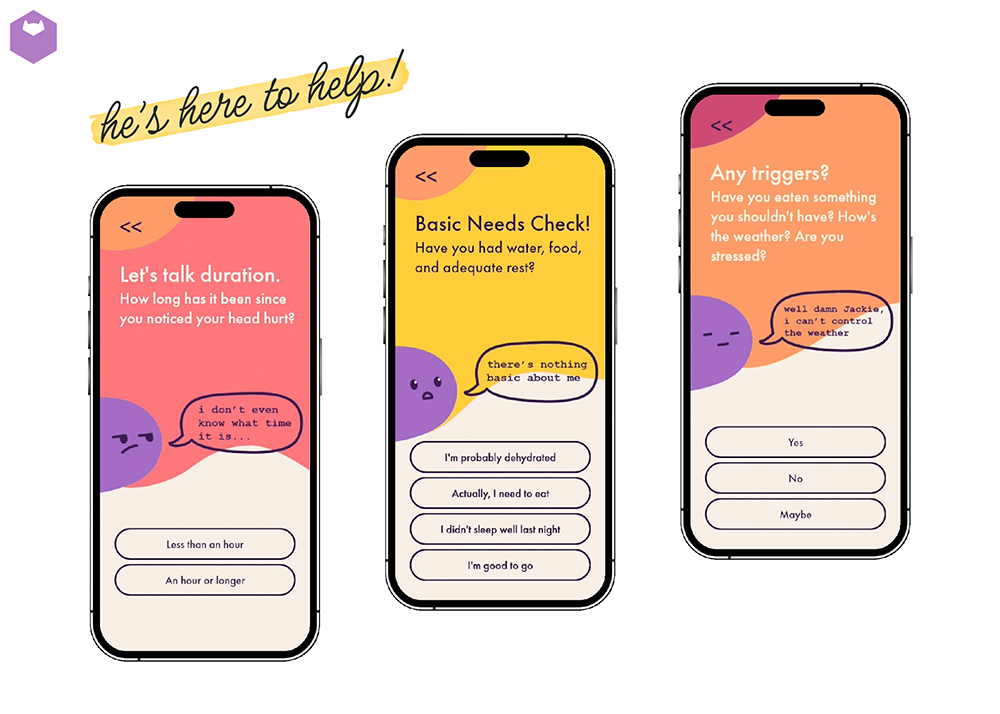 he's here to help!
<<
Let's talk duration.
How long has it been since
you noticed your head hurt?
i don't even
know what time
it is...
Less than an hour
An hour or longer
<<
Basic Needs Check!
Have you had water, food,
and adequate rest?
there's nothing
basic about me
I'm probably dehydrated
Actually, I need to eat
I didn't sleep well last night
I'm good to go
<<
Any triggers?
Have you eaten something
you shouldn't have? How's
the weather? Are you
stressed?
well damn Jackie,
i can't control
the weather
Yes
No
Maybe